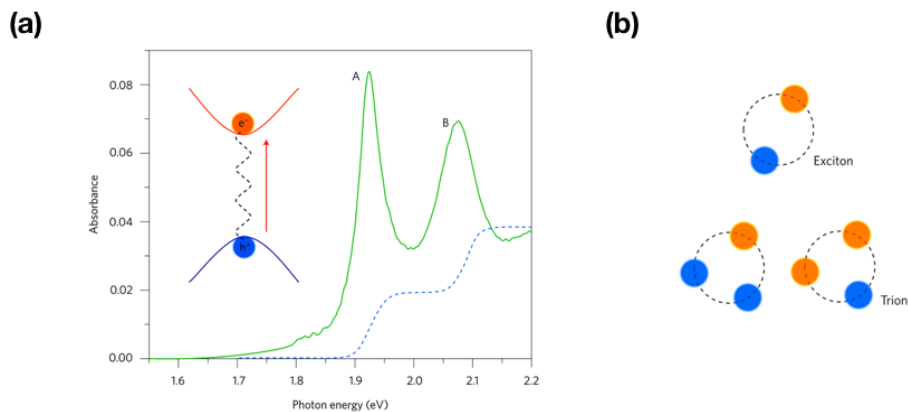 (a)
(b)
0.08
0.06
0.04
0.02
0.00
Absorbance
A
B
e⁻
h⁺
1.6 1.7 1.8 1.9 2.0 2.1 2.2
Photon energy (eV)
Exciton
Trion